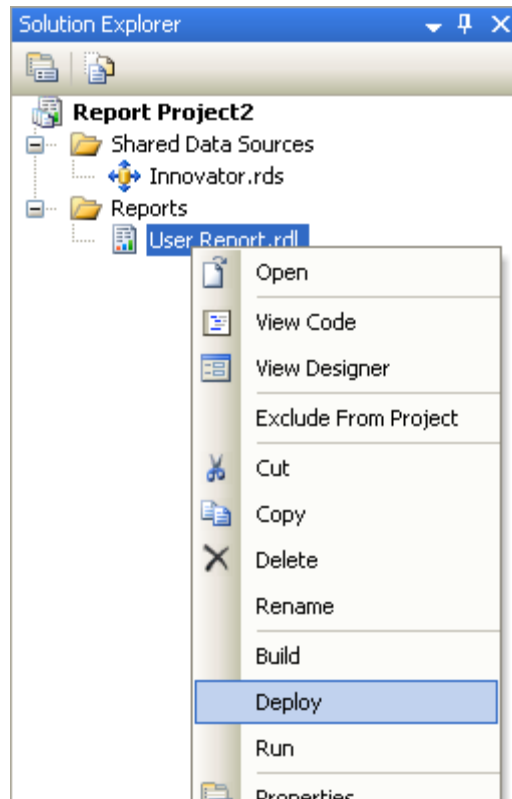 Solution Explorer
Report Project2
Shared Data Sources
Innovator.rds
Reports
User Report.rdl
Open
View Code
View Designer
Exclude From Project
Cut
Copy
Delete
Rename
Build
Deploy
Run
Properties